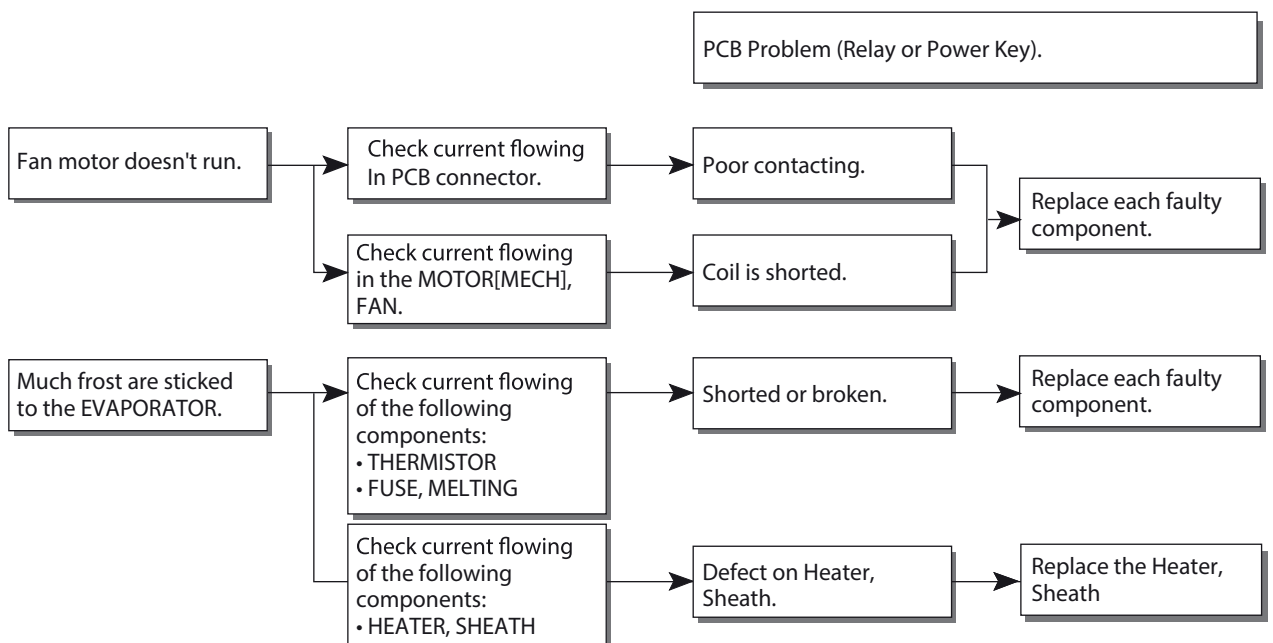 PCB Problem (Relay or Power Key).
Fan motor doesn't run.
Check current flowing
In PCB connector.
Poor contacting.
Replace each faulty
component.
Check current flowing
in the MOTOR[MECH],
FAN.
Coil is shorted.
Much frost are sticked
to the EVAPORATOR.
Check current flowing
of the following
components:
• THERMISTOR
• FUSE, MELTING
Shorted or broken.
Replace each faulty
component.
Check current flowing
of the following
components:
• HEATER, SHEATH
Defect on Heater,
Sheath.
Replace the Heater,
Sheath